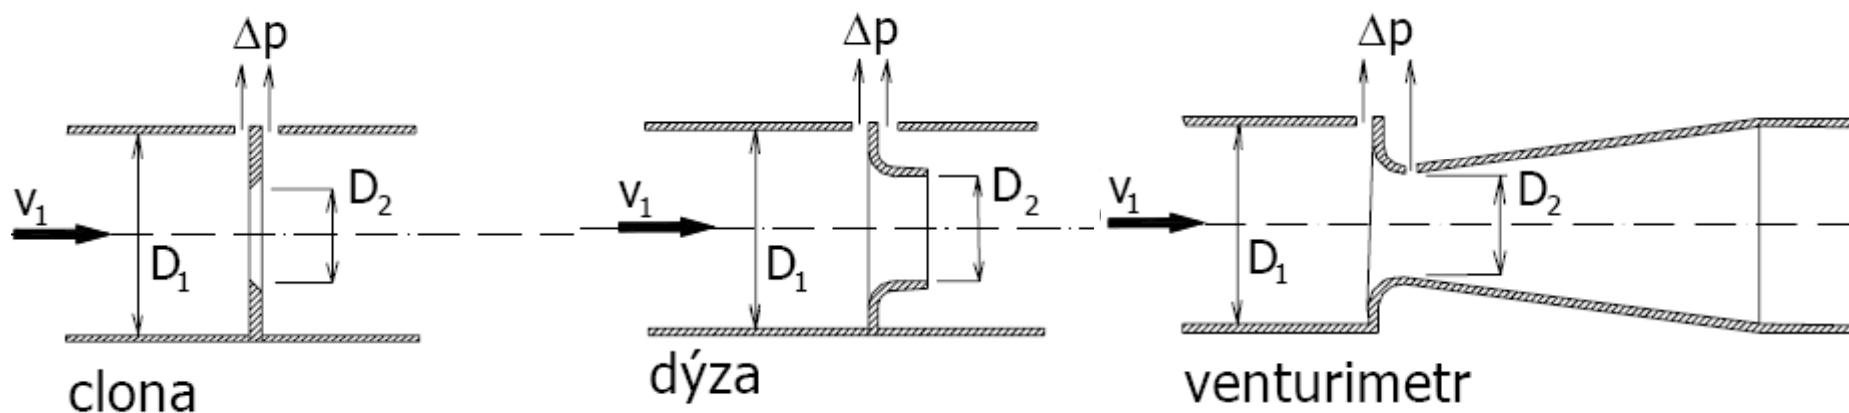 Δp
v₁
D₁
D₂
clona
Δp
v₁
D₁
D₂
dýza
Δp
v₁
D₁
D₂
venturimetr